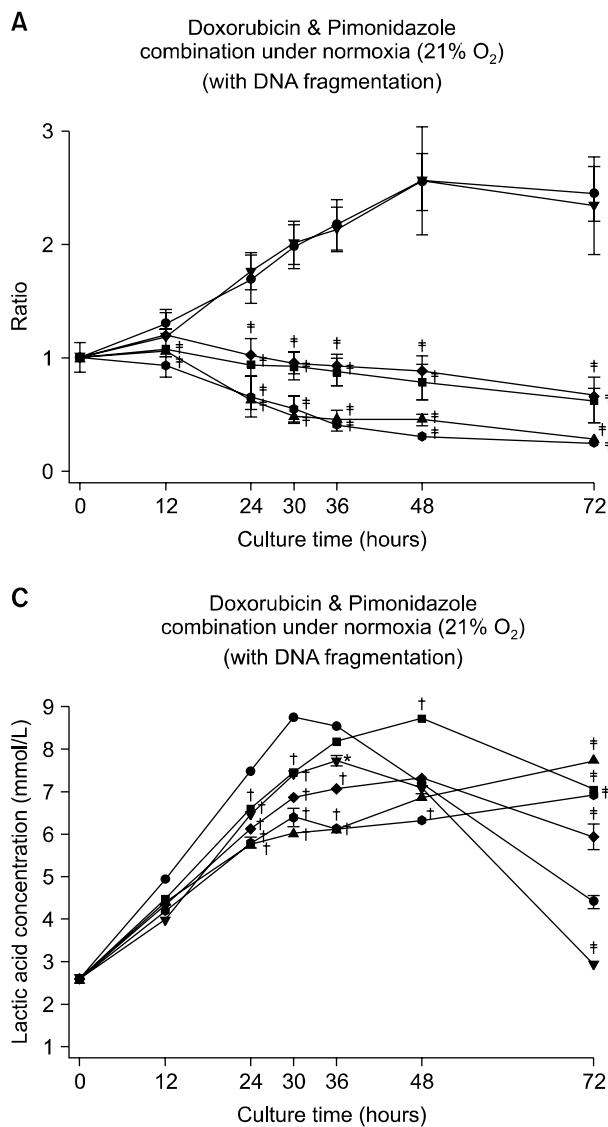 A
Doxorubicin & Pimonidazole
combination under normoxia (21% O₂)
(with DNA fragmentation)
3
2
1
0
Ratio
0 12 24 30 36 48 72
Culture time (hours)
C
Doxorubicin & Pimonidazole
combination under normoxia (21% O₂)
(with DNA fragmentation)
9
8
7
6
5
4
3
2
1
Lactic acid concentration (mmol/L)
0 12 24 30 36 48 72
Culture time (hours)